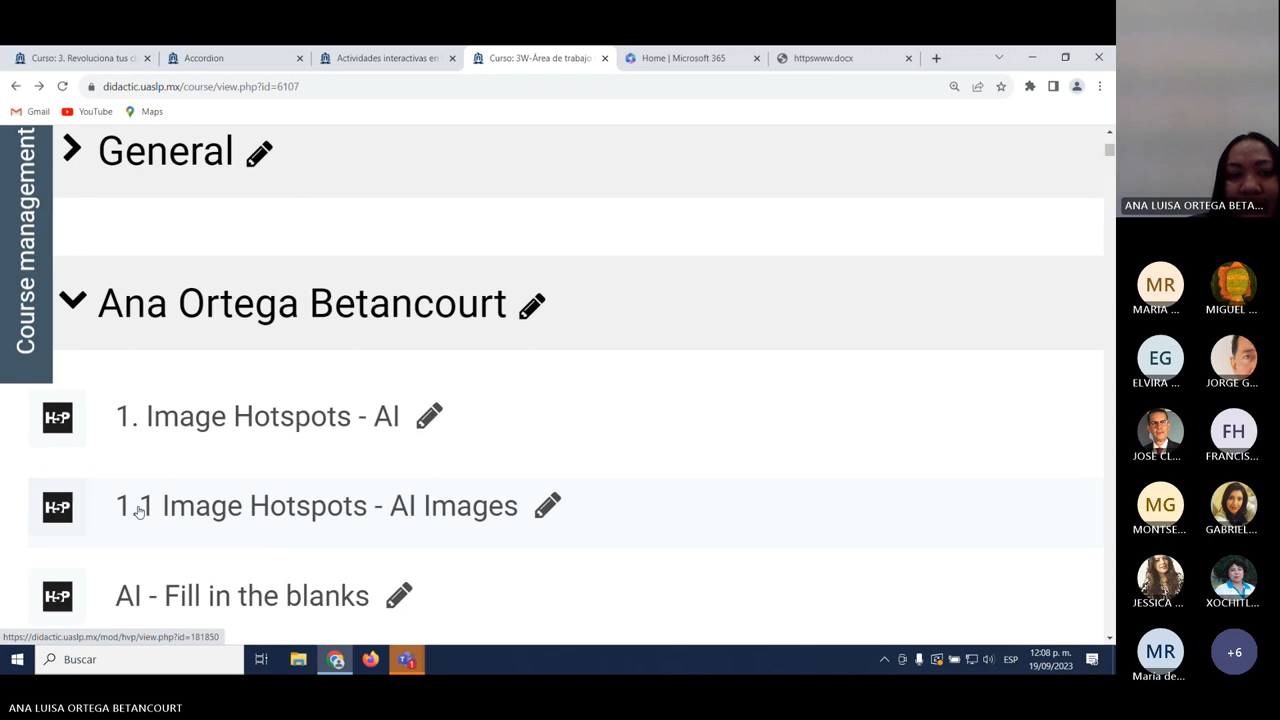 Curso: 3. Revoluciona tus c
Accordion
Actividades interactivas en
Curso: 3W-Área de trabajo
Home | Microsoft 365
httpswww.docx
didactic.uaslp.mx/course/view.php?id=6107
Gmail
YouTube
Maps
Course management
General
Ana Ortega Betancourt
H5P
1. Image Hotspots - AI
H5P
1.1 Image Hotspots - AI Images
H5P
AI - Fill in the blanks
https://didactic.uaslp.mx/mod/hvp/view.php?id=181850
Buscar
ESP
12:08 p. m.
19/09/2023
ANA LUISA ORTEGA BETA...
MR
MARIA ...
MIGUEL ...
EG
ELVIRA ...
JORGE G...
JOSE CL...
FH
FRANCIS...
MG
MONTSE...
GABRIEL...
JESSICA ...
XOCHITL...
MR
Maria de...
+6
ANA LUISA ORTEGA BETANCOURT